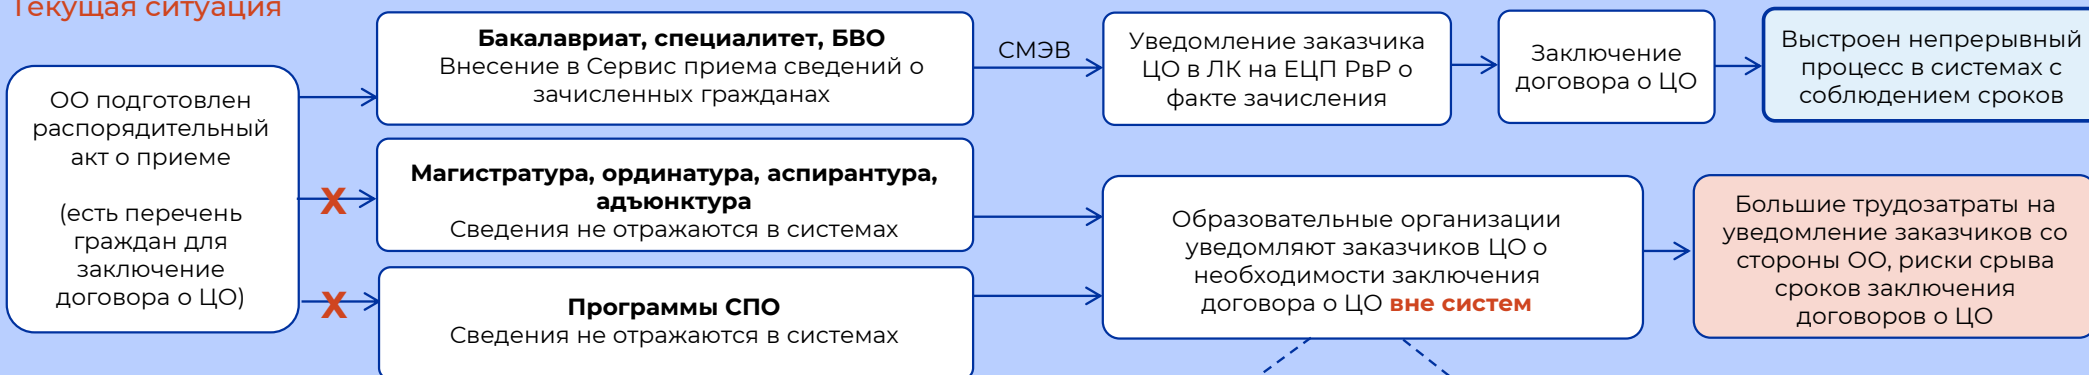 Текущая ситуация
ОО подготовлен
распорядительный
акт о приеме
(есть перечень
граждан для
заключение
договора о ЦО)
Х
Х
Бакалавриат, специалитет, БВО
Внесение в Сервис приема сведений о
зачисленных гражданах
СМЭВ
Уведомление заказчика
ЦО в ЛК на ЕЦП РвР о
факте зачисления
Заключение
договора о ЦО
Выстроен непрерывный
процесс в системах с
соблюдением сроков
Магистратура, ординатура, аспирантура,
адъюнктура
Сведения не отражаются в системах
Программы СПО
Сведения не отражаются в системах
Образовательные организации
уведомляют заказчиков ЦО о
необходимости заключения
договора о ЦО вне систем
Большие трудозатраты на
уведомление заказчиков со
стороны ОО, риски срыва
сроков заключения
договоров о ЦО